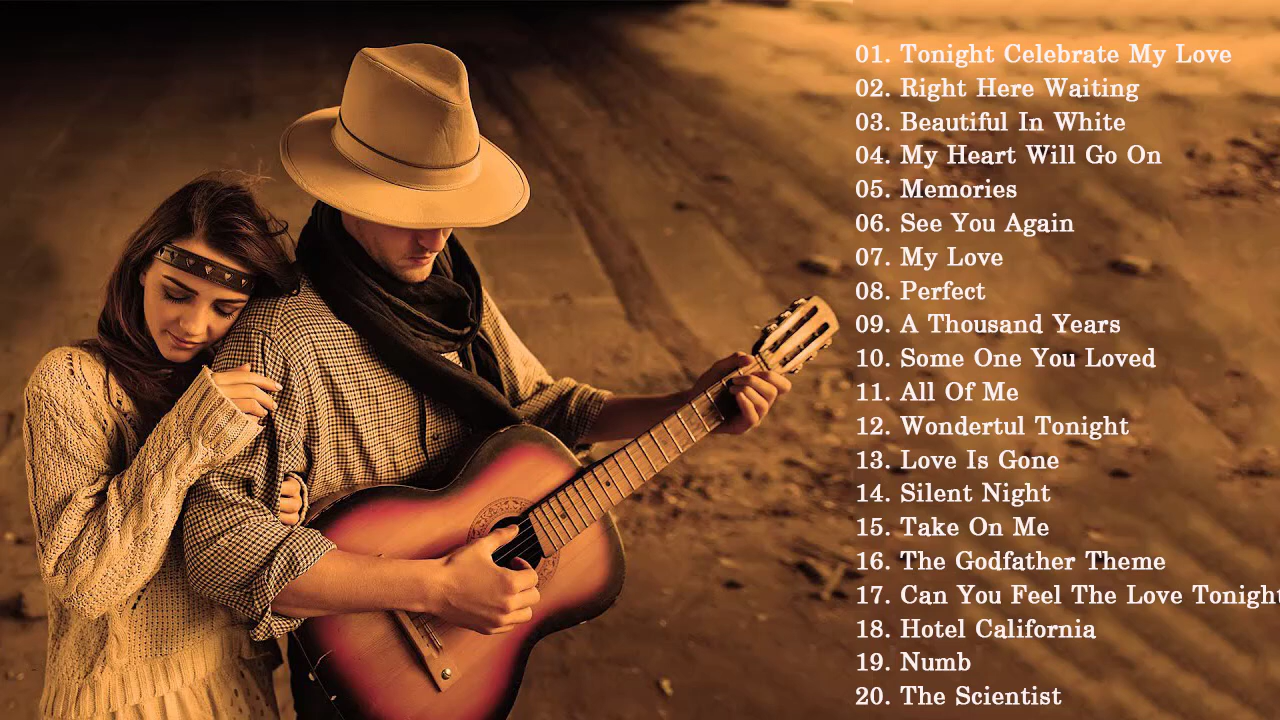 01. Tonight Celebrate My Love
02. Right Here Waiting
03. Beautiful In White
04. My Heart Will Go On
05. Memories
06. See You Again
07. My Love
08. Perfect
09. A Thousand Years
10. Some One You Loved
11. All Of Me
12. Wondertul Tonight
13. Love Is Gone
14. Silent Night
15. Take On Me
16. The Godfather Theme
17. Can You Feel The Love Tonight
18. Hotel California
19. Numb
20. The Scientist